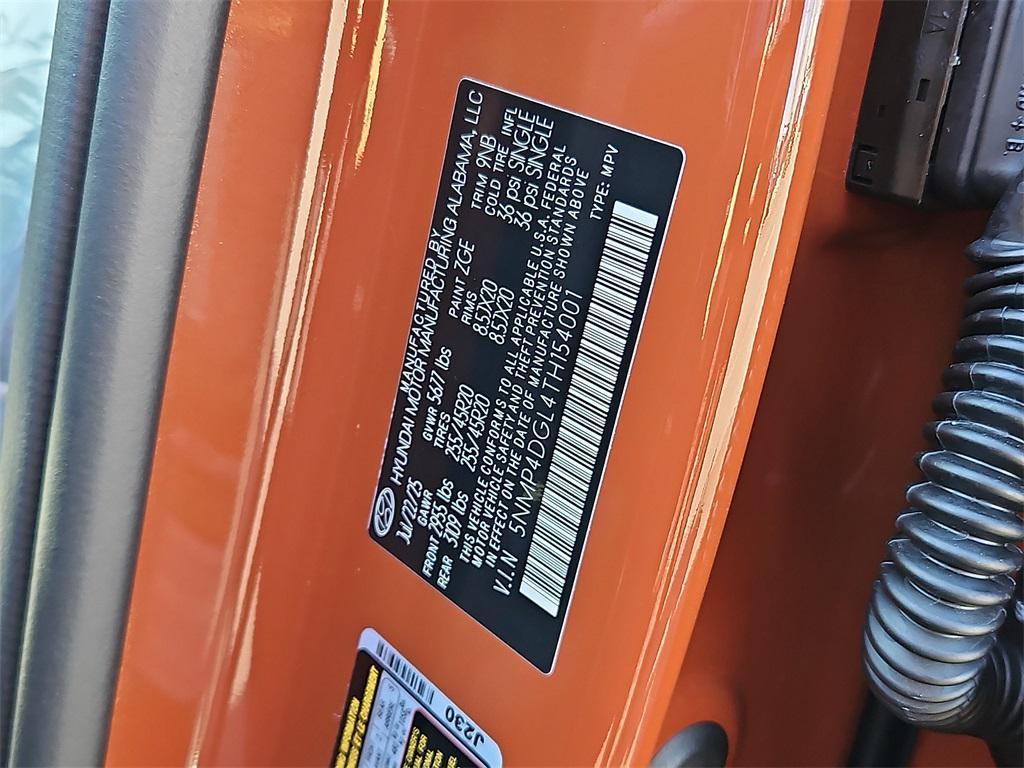 MANUFACTURED BY
HYUNDAI MOTOR MANUFACTURING ALABAMA, LLC
Jul/22/25 GVWR 5677 lbs PAINT ZGE TRIM 9NB
GAWR TIRES RIMS COLD TIRE INFL
FRONT 2955 lbs 255/45R20 8.5JX20 36 psi SINGLE
REAR 3109 lbs 255/45R20 8.5JX20 36 psi SINGLE
THIS VEHICLE CONFORMS TO ALL APPLICABLE U.S.A. FEDERAL
MOTOR VEHICLE SAFETY AND THEFT PREVENTION STANDARDS
IN EFFECT ON THE DATE OF MANUFACTURE SHOWN ABOVE
V.I.N 5NMP4DGL4TH154001 TYPE: MPV
J230